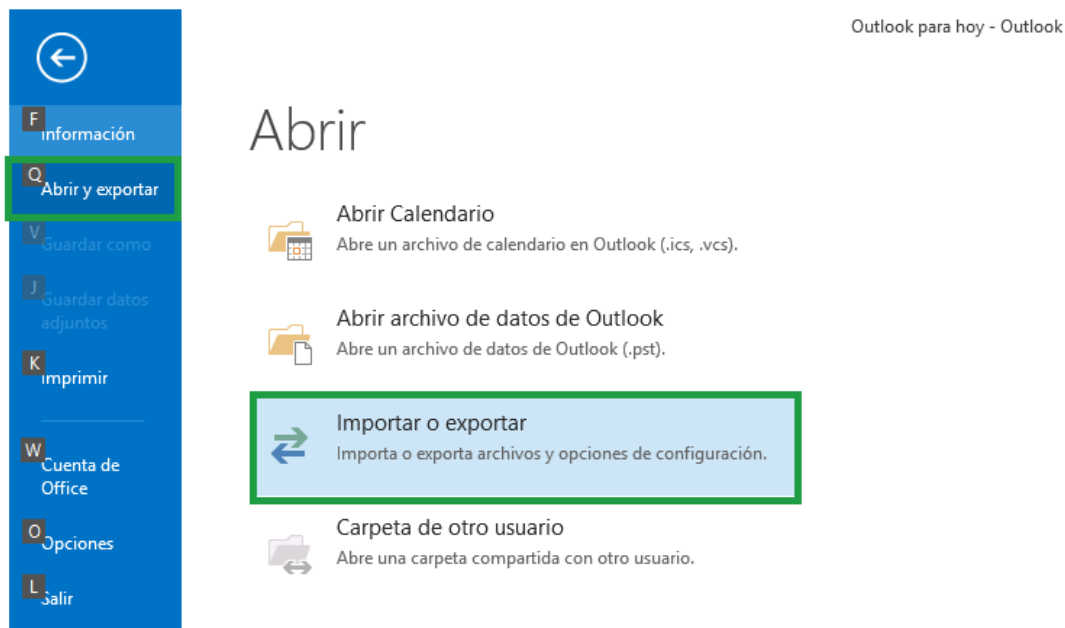 Outlook para hoy - Outlook
F
Información
Q
Abrir y exportar
V
Guardar como
J
Guardar datos
adjuntos
K
Imprimir
W
Cuenta de
Office
O
Opciones
L
Salir
Abrir
Abrir Calendario
Abre un archivo de calendario en Outlook (.ics, .vcs).
Abrir archivo de datos de Outlook
Abre un archivo de datos de Outlook (.pst).
Importar o exportar
Importa o exporta archivos y opciones de configuración.
Carpeta de otro usuario
Abre una carpeta compartida con otro usuario.